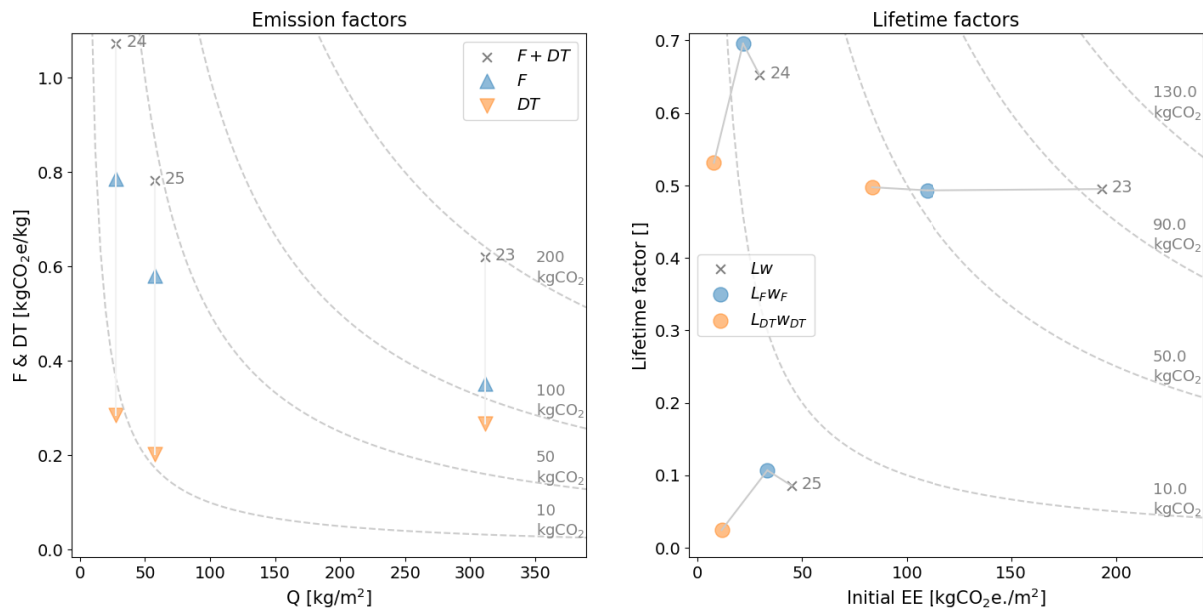 Emission factors
F & DT [kgCO₂e/kg]
1.0
0.8
0.6
0.4
0.2
0.0
24
25
23
F + DT
F
DT
200
kgCO₂
100
kgCO₂
50
kgCO₂
10
kgCO₂
0
50
100
150
200
250
300
350
Q [kg/m²]
Lifetime factors
Lifetime factor []
0.7
0.6
0.5
0.4
0.3
0.2
0.1
0.0
24
23
25
130.0
kgCO₂
90.0
kgCO₂
50.0
kgCO₂
10.0
kgCO₂
Lw
L_F w_F
L_DT w_DT
0
50
100
150
200
Initial EE [kgCO₂e./m²]